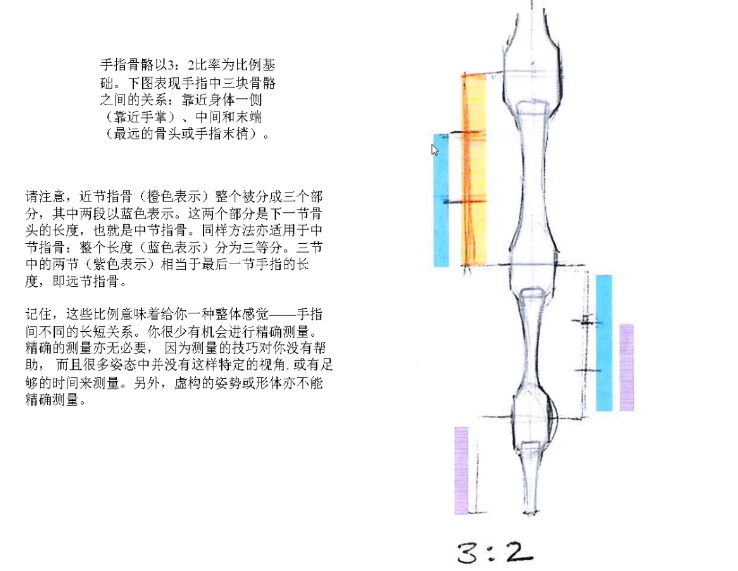 手指骨骼以3：2比率为比例基
础。下图表现手指中三块骨骼
之间的关系：靠近身体一侧
（靠近手掌）、中间和末端
（最远的骨头或手指末梢）。
请注意，近节指骨（橙色表示）整个被分成三个部
分，其中两段以蓝色表示。这两个部分是下一节骨
头的长度，也就是中节指骨。同样方法亦适用于中
节指骨：整个长度（蓝色表示）分为三等分。三节
中的两节（紫色表示）相当于最后一节手指的长
度，即远节指骨。
记住，这些比例意味着给你一种整体感觉——手指
间不同的长短关系。你很少有机会进行精确测量。
精确的测量亦无必要， 因为测量的技巧对你没有帮
助， 而且很多姿态中并没有这样特定的视角, 或有足
够的时间来测量。另外，虚构的姿势或形体亦不能
精确测量。
3:2